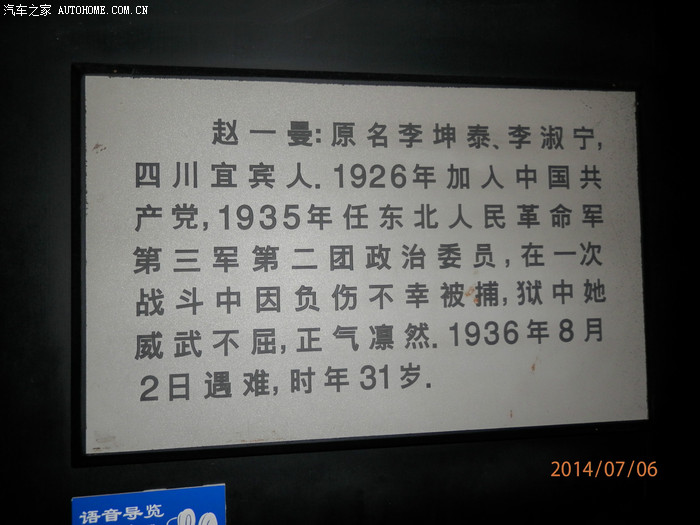 汽车之家 AUTOHOME.COM.CN
赵一曼:原名李坤泰、李淑宁,
四川宜宾人.1926年加入中国共
产党,1935年任东北人民革命军
第三军第二团政治委员,在一次
战斗中因负伤不幸被捕,狱中她
威武不屈,正气凛然.1936年8月
2日遇难,时年31岁.
2014/07/06
语音导览